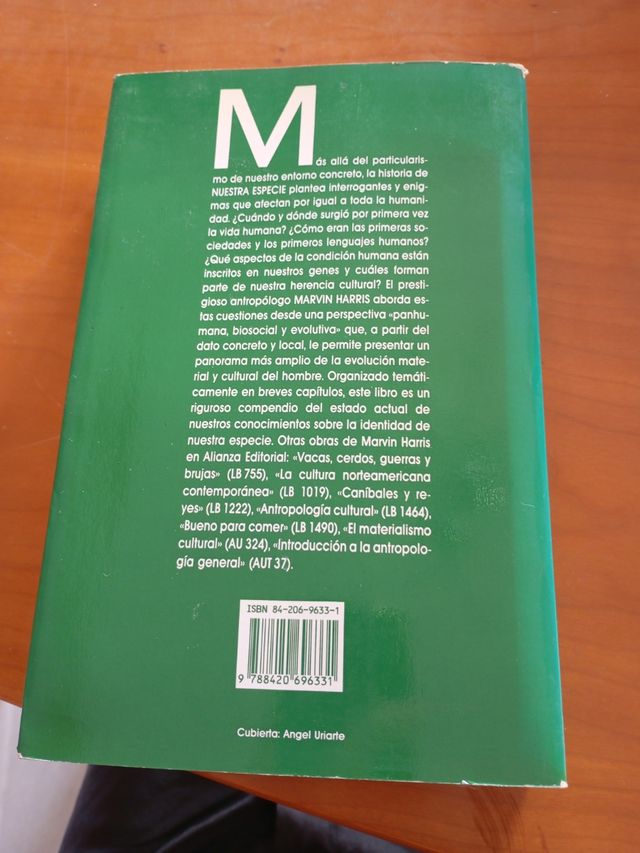 Más allá del particularis-
mo de nuestro entorno concreto, la historia de
NUESTRA ESPECIE plantea interrogantes y enig-
mas que afectan por igual a toda la humani-
dad. ¿Cuándo y dónde surgió por primera vez
la vida humana? ¿Cómo eran las primeras so-
ciedades y los primeros lenguajes humanos?
¿Qué aspectos de la condición humana están
inscritos en nuestros genes y cuáles forman
parte de nuestra herencia cultural? El presti-
gioso antropólogo MARVIN HARRIS aborda es-
tas cuestiones desde una perspectiva «panhu-
mana, biosocial y evolutiva» que, a partir del
dato concreto y local, le permite presentar un
panorama más amplio de la evolución mate-
rial y cultural del hombre. Organizado temáti-
camente en breves capítulos, este libro es un
riguroso compendio del estado actual de
nuestros conocimientos sobre la identidad de
nuestra especie. Otras obras de Marvin Harris
en Alianza Editorial: «Vacas, cerdos, guerras y
brujas» (LB 755), «La cultura norteamericana
contemporánea» (LB 1019), «Caníbales y re-
yes» (LB 1222), «Antropología cultural» (LB 1464),
«Bueno para comer» (LB 1490), «El materialismo
cultural» (AU 324), «Introducción a la antropolo-
gía general» (AUT 37).
ISBN 84-206-9633-1
9 788420 696331
Cubierta: Angel Uriarte